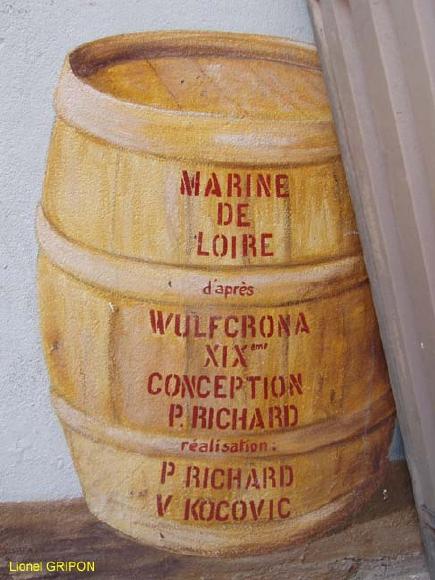 MARINE
DE
LOIRE
d'après
WULFCRONA
XIXème
CONCEPTION
P. RICHARD
réalisation :
P RICHARD
V KOCOVIC
Lionel GRIPON